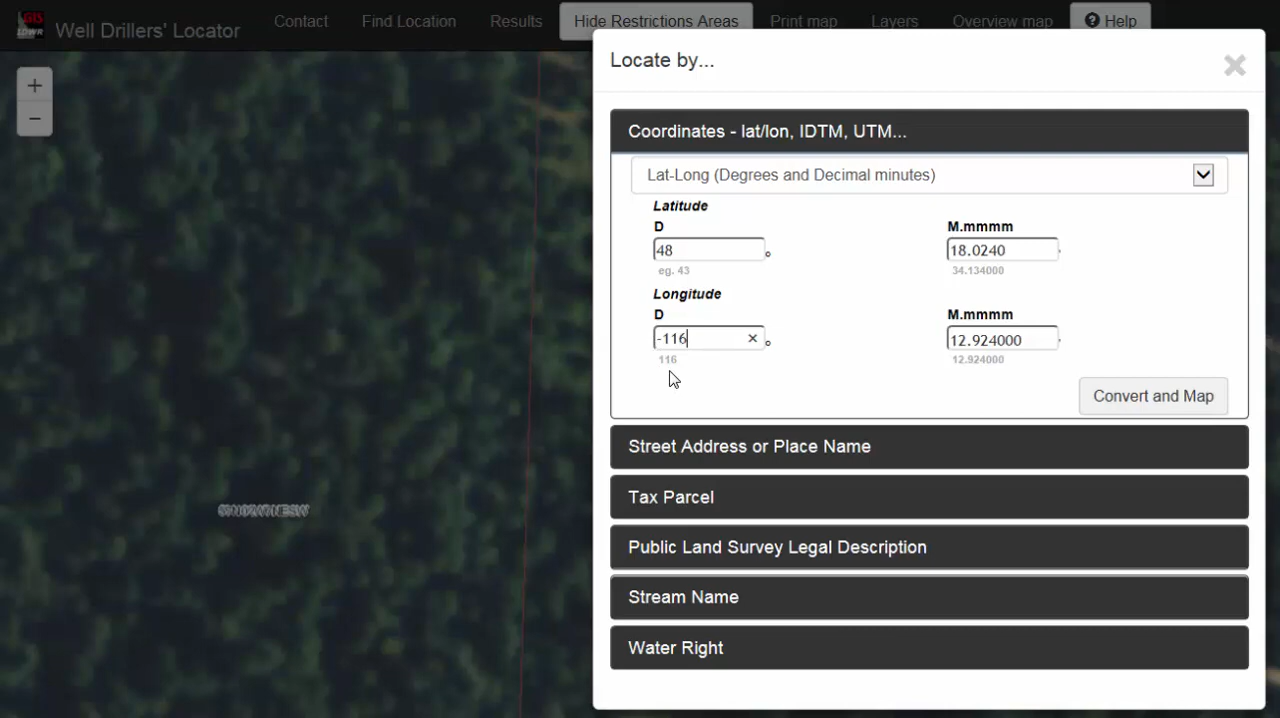 GIS
IDWR
Well Drillers' Locator
Contact
Find Location
Results
Hide Restrictions Areas
Print map
Layers
Overview map
Help
+
−
Locate by...
×
Coordinates - lat/lon, IDTM, UTM...
Lat-Long (Degrees and Decimal minutes)
Latitude
D M.mmmm
48 ° 18.0240 '
eg. 43 34.134000
Longitude
D M.mmmm
-116 × ° 12.924000 '
116 12.924000
Convert and Map
Street Address or Place Name
Tax Parcel
Public Land Survey Legal Description
Stream Name
Water Right